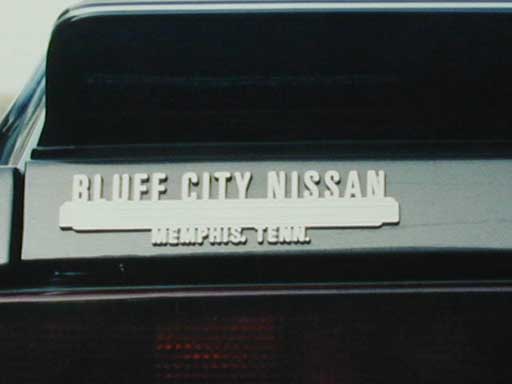 BLUFF CITY NISSAN
MEMPHIS. TENN.